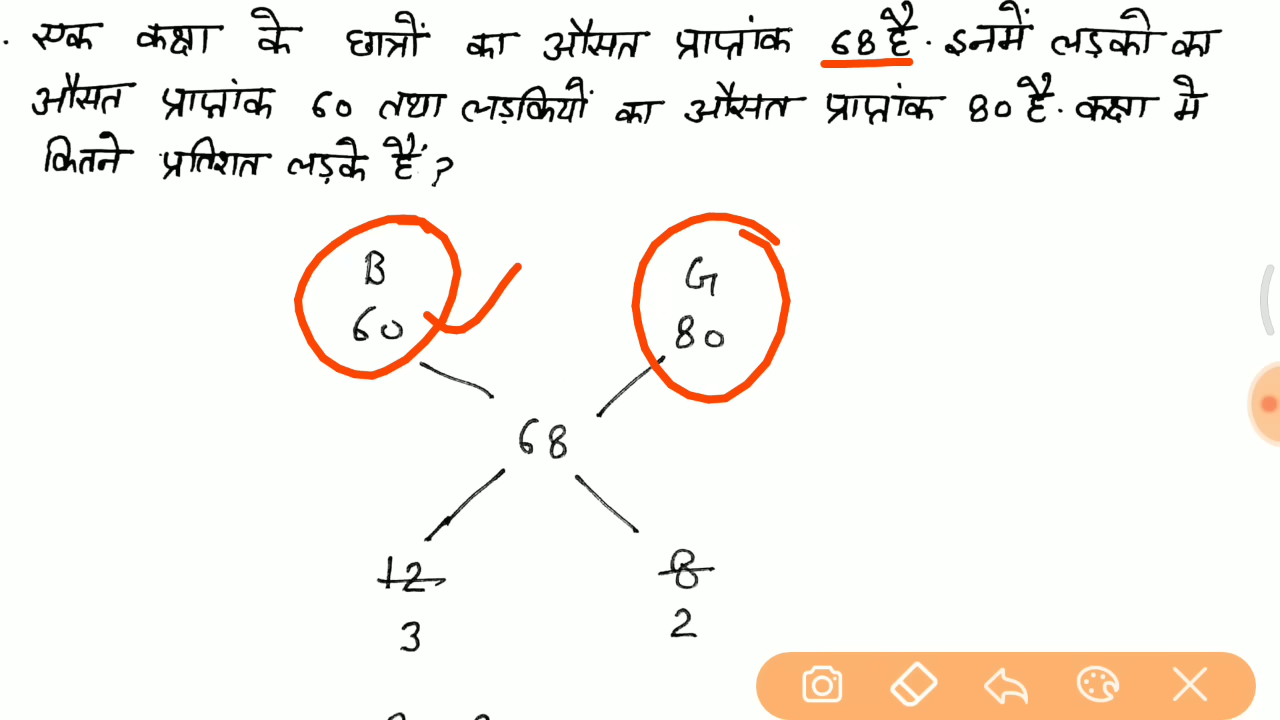 . एक कक्षा के छात्रों का औसत प्राप्तांक 68 है. इनमें लड़को का
औसत प्राप्तांक 60 तथा लड़कियों का औसत प्राप्तांक 80 है. कक्षा मे
कितने प्रतिशत लड़के हैं?
B G
60 80
68
12 8
3 2